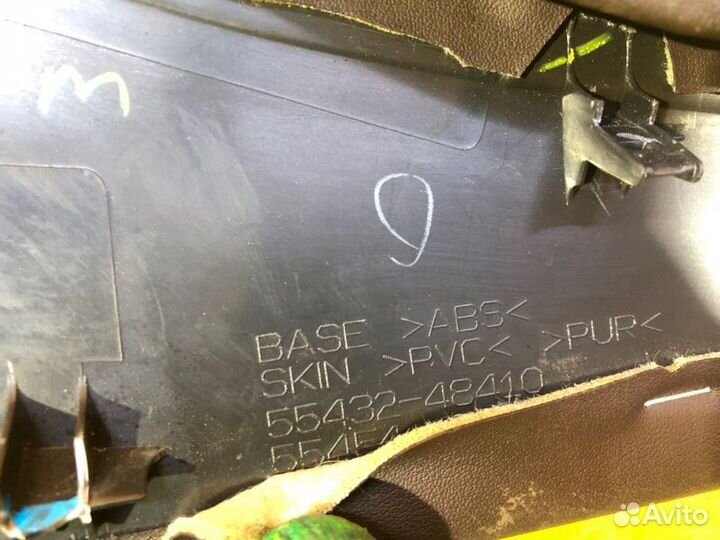 m
9
BASE >ABS<
SKIN >PVC< >PUR<
55432-48410
Avito